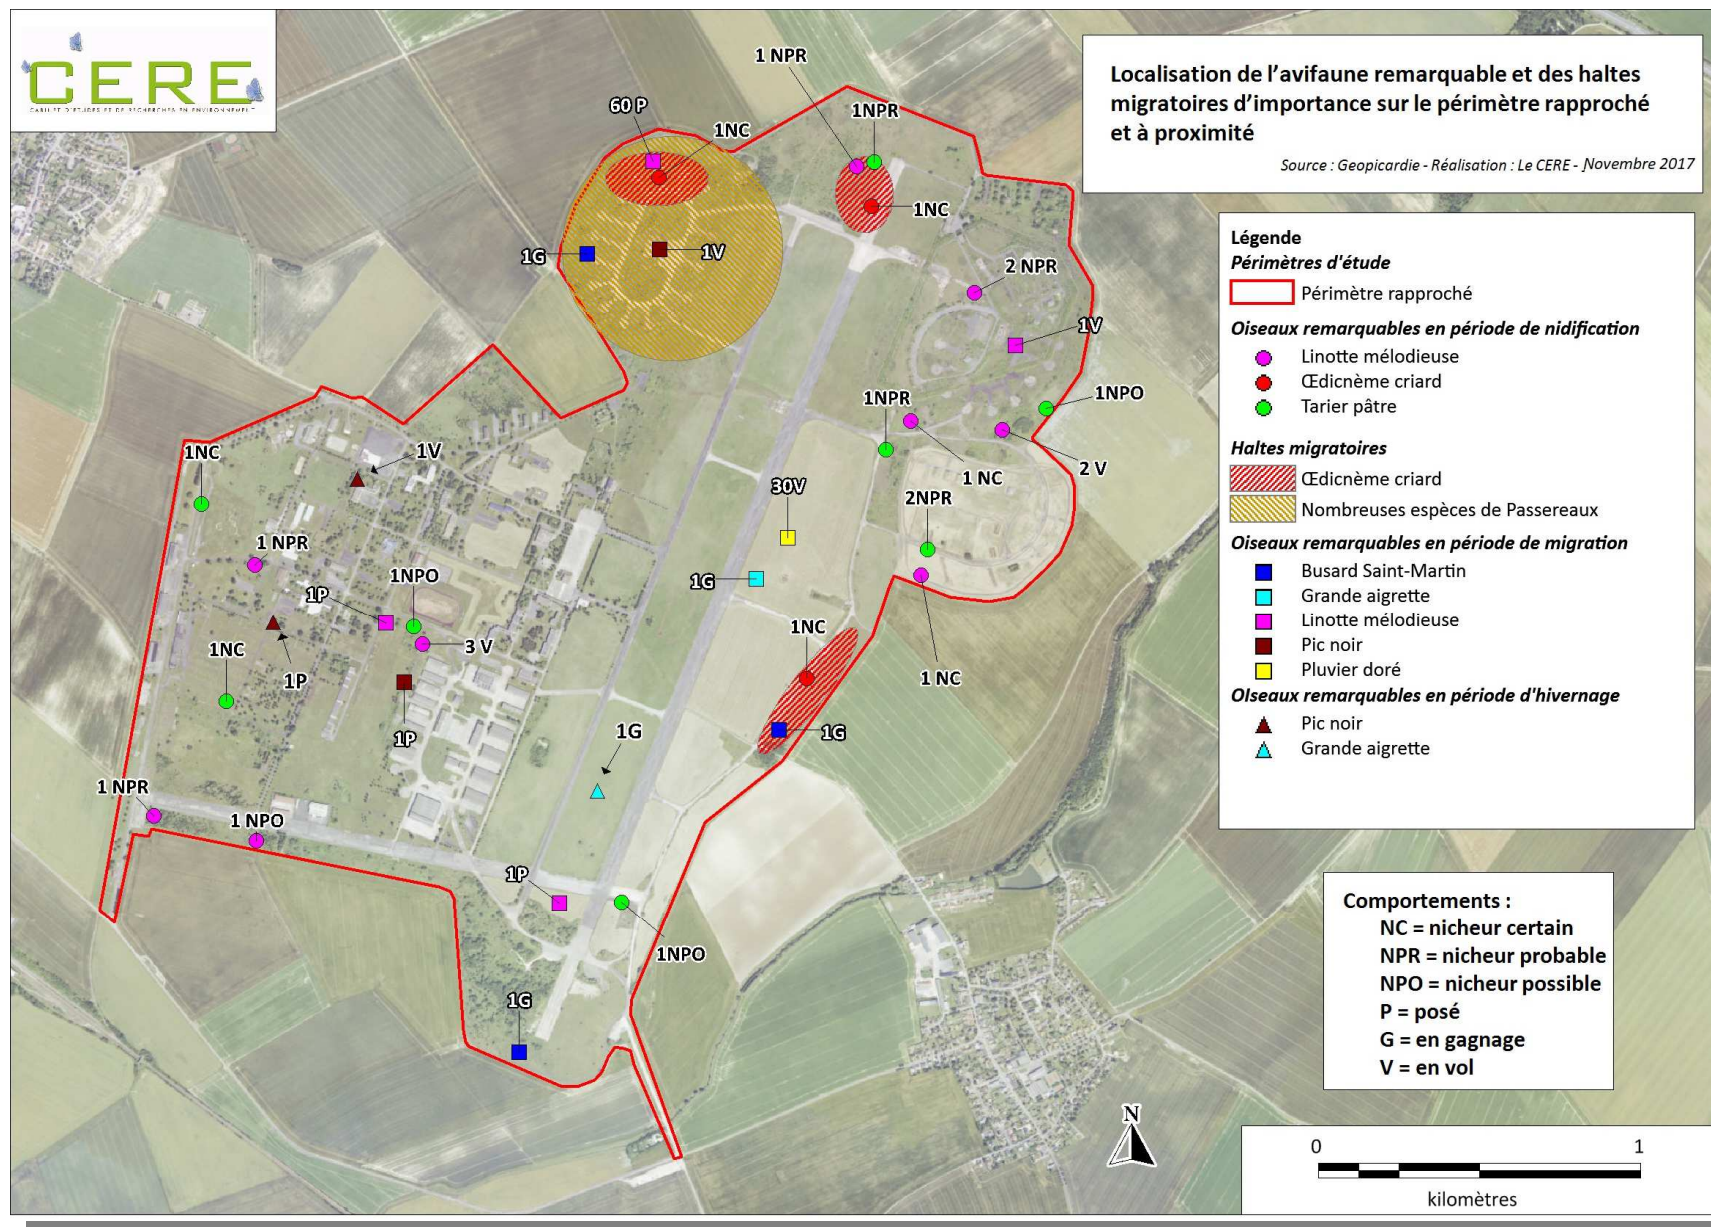 CERE
CABINET D'ETUDES ET DE RECHERCHES EN ENVIRONNEMENT
Localisation de l'avifaune remarquable et des haltes
migratoires d'importance sur le périmètre rapproché
et à proximité
Source : Geopicardie - Réalisation : Le CERE - Novembre 2017
1 NPR
60 P
1NC
1NPR
1NC
1G
1V
2 NPR
1V
1NPR
1NPO
1NC
1V
1 NC
2 V
30V
2NPR
1 NPR
1NPO
1G
1P
1NC
3 V
1NC
1P
1 NC
1P
1G
1G
1 NPR
1 NPO
1P
1NPO
1G
Légende
Périmètres d'étude
Périmètre rapproché
Oiseaux remarquables en période de nidification
Linotte mélodieuse
Œdicnème criard
Tarier pâtre
Haltes migratoires
Œdicnème criard
Nombreuses espèces de Passereaux
Oiseaux remarquables en période de migration
Busard Saint-Martin
Grande aigrette
Linotte mélodieuse
Pic noir
Pluvier doré
OIseaux remarquables en période d'hivernage
Pic noir
Grande aigrette
Comportements :
NC = nicheur certain
NPR = nicheur probable
NPO = nicheur possible
P = posé
G = en gagnage
V = en vol
N
0 1
kilomètres